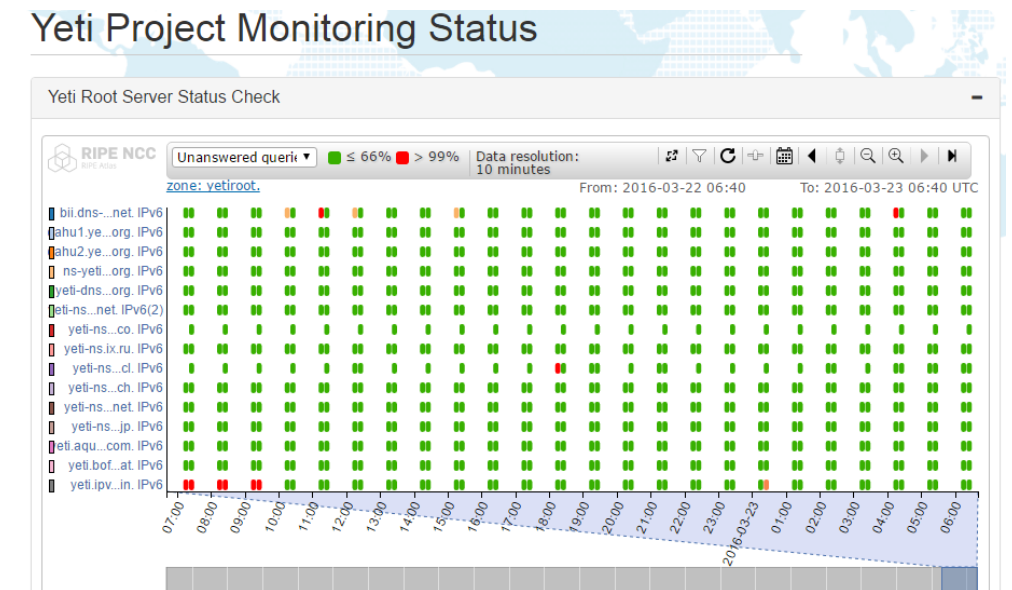 Yeti Project Monitoring Status
Yeti Root Server Status Check
RIPE NCC
RIPE Atlas
Unanswered queri ≤ 66% > 99% Data resolution:
10 minutes
zone: yetiroot. From: 2016-03-22 06:40 To: 2016-03-23 06:40 UTC
bii.dns-...net. IPv6
ahu1.ye...org. IPv6
ahu2.ye...org. IPv6
ns-yeti...org. IPv6
yeti-dns...org. IPv6
eti-ns...net. IPv6(2)
yeti-ns...co. IPv6
yeti-ns.ix.ru. IPv6
yeti-ns...cl. IPv6
yeti-ns...ch. IPv6
yeti-ns...net. IPv6
yeti-ns...jp. IPv6
eti.aqu...com. IPv6
yeti.bof...at. IPv6
yeti.ipv...in. IPv6
07:00 08:00 09:00 10:00 11:00 12:00 13:00 14:00 15:00 16:00 17:00 18:00 19:00 20:00 21:00 22:00 23:00 2016-03-23 01:00 02:00 03:00 04:00 05:00 06:00